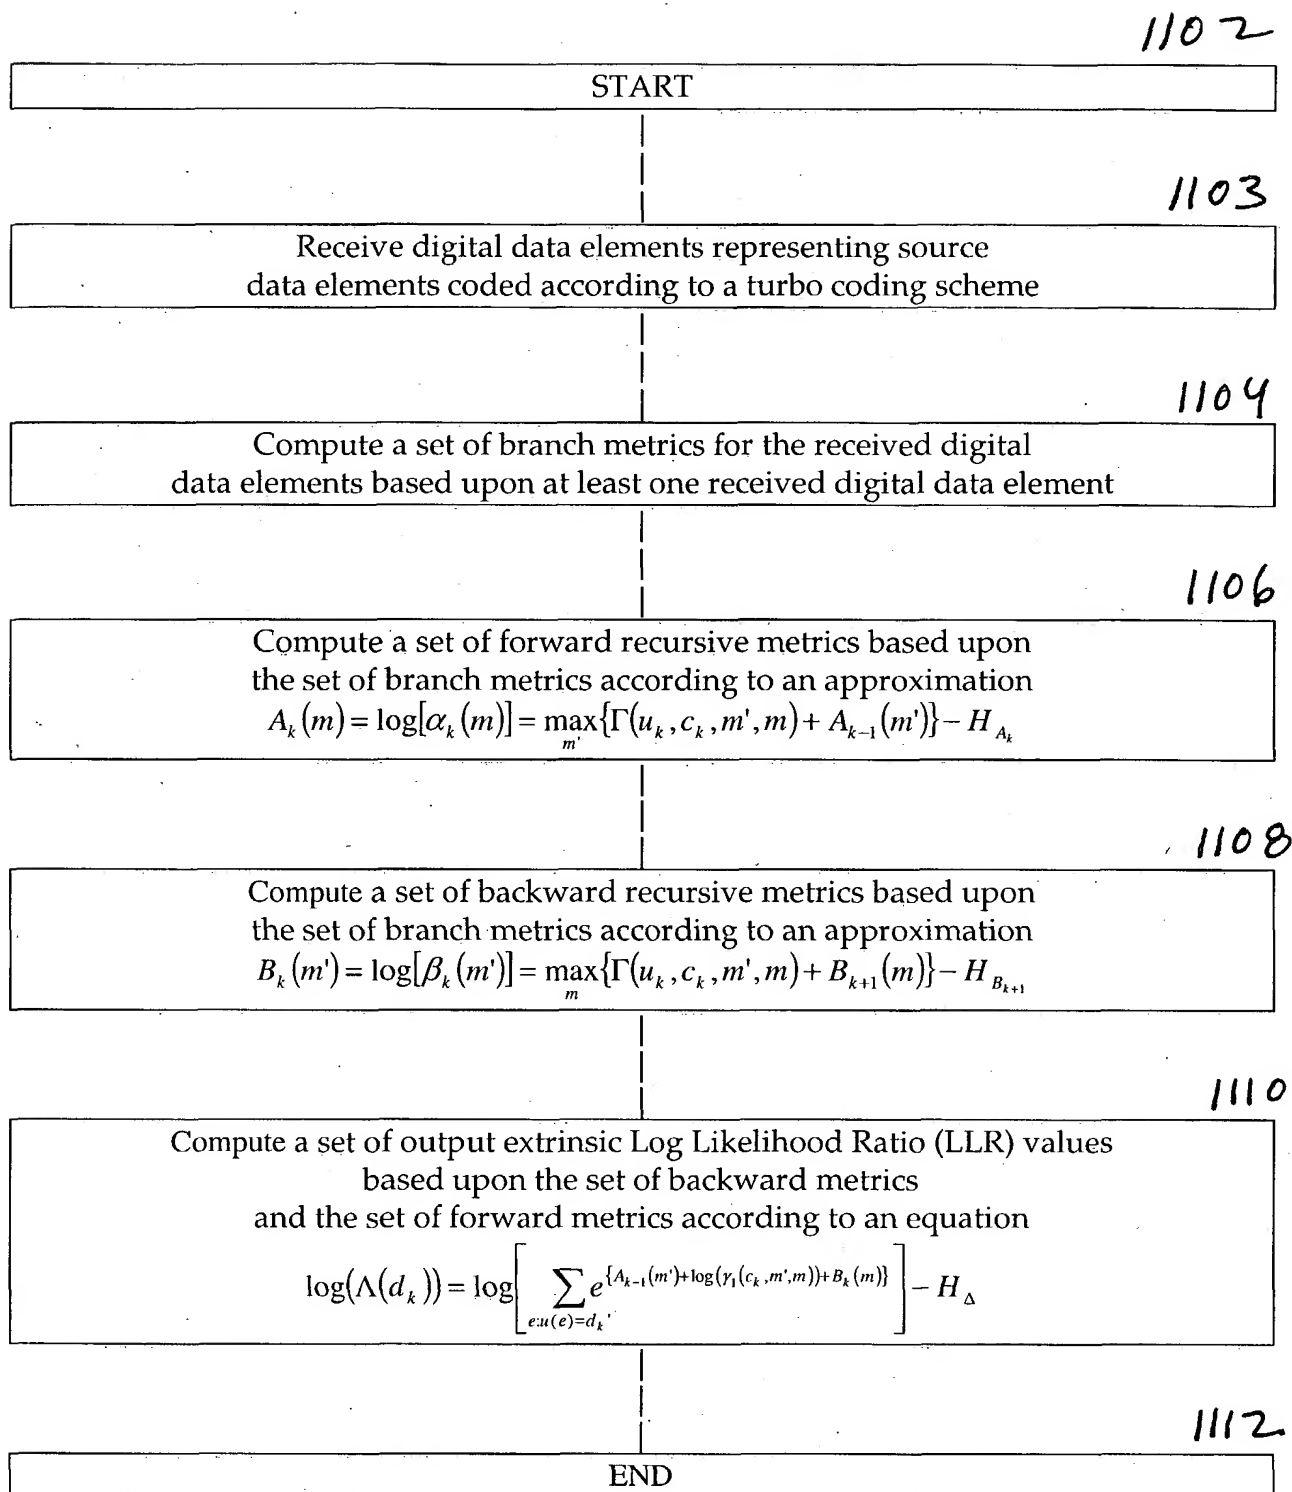 1102
START
1103
Receive digital data elements representing source
data elements coded according to a turbo coding scheme
1104
Compute a set of branch metrics for the received digital
data elements based upon at least one received digital data element
1106
Compute a set of forward recursive metrics based upon
the set of branch metrics according to an approximation
A_k(m) = log[α_k(m)] = max_{m'}{Γ(u_k, c_k, m', m) + A_{k-1}(m')} − H_{A_k}
1108
Compute a set of backward recursive metrics based upon
the set of branch metrics according to an approximation
B_k(m') = log[β_k(m')] = max_m{Γ(u_k, c_k, m', m) + B_{k+1}(m)} − H_{B_{k+1}}
1110
Compute a set of output extrinsic Log Likelihood Ratio (LLR) values
based upon the set of backward metrics
and the set of forward metrics according to an equation
log(Λ(d_k)) = log[∑_{e:u(e)=d_k'} e^{{A_{k-1}(m')+log(γ_1(c_k,m',m))+B_k(m)}}] − H_Δ
1112
END